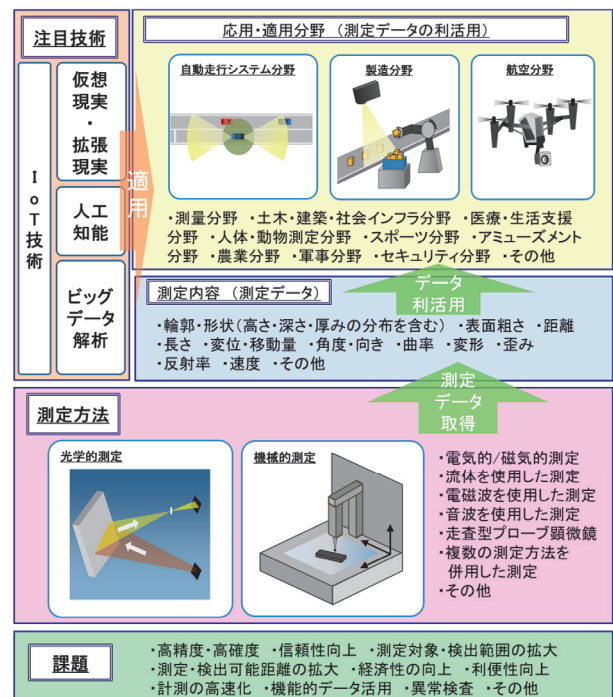 注目技術
IoT技術
仮想
現実
・
拡張
現実
人工
知能
ビッグ
データ
解析
適用
応用・適用分野 (測定データの利活用)
自動走行システム分野
製造分野
航空分野
・測量分野 ・土木・建築・社会インフラ分野 ・医療・生活支援
分野 ・人体・動物測定分野 ・スポーツ分野 ・アミューズメント
分野 ・農業分野 ・軍事分野 ・セキュリティ分野 ・その他
データ
利活用
測定内容 (測定データ)
・輪郭・形状(高さ・深さ・厚みの分布を含む) ・表面粗さ ・距離
・長さ ・変位・移動量 ・角度・向き ・曲率 ・変形 ・歪み
・反射率 ・速度 ・その他
測定
データ
取得
測定方法
光学的測定
機械的測定
・電気的/磁気的測定
・流体を使用した測定
・電磁波を使用した測定
・音波を使用した測定
・走査型プローブ顕微鏡
・複数の測定方法を
併用した測定
・その他
課題
・高精度・高確度 ・信頼性向上 ・測定対象・検出範囲の拡大
・測定・検出可能距離の拡大 ・経済性の向上 ・利便性向上
・計測の高速化 ・機能的データ活用 ・異常検査 ・その他